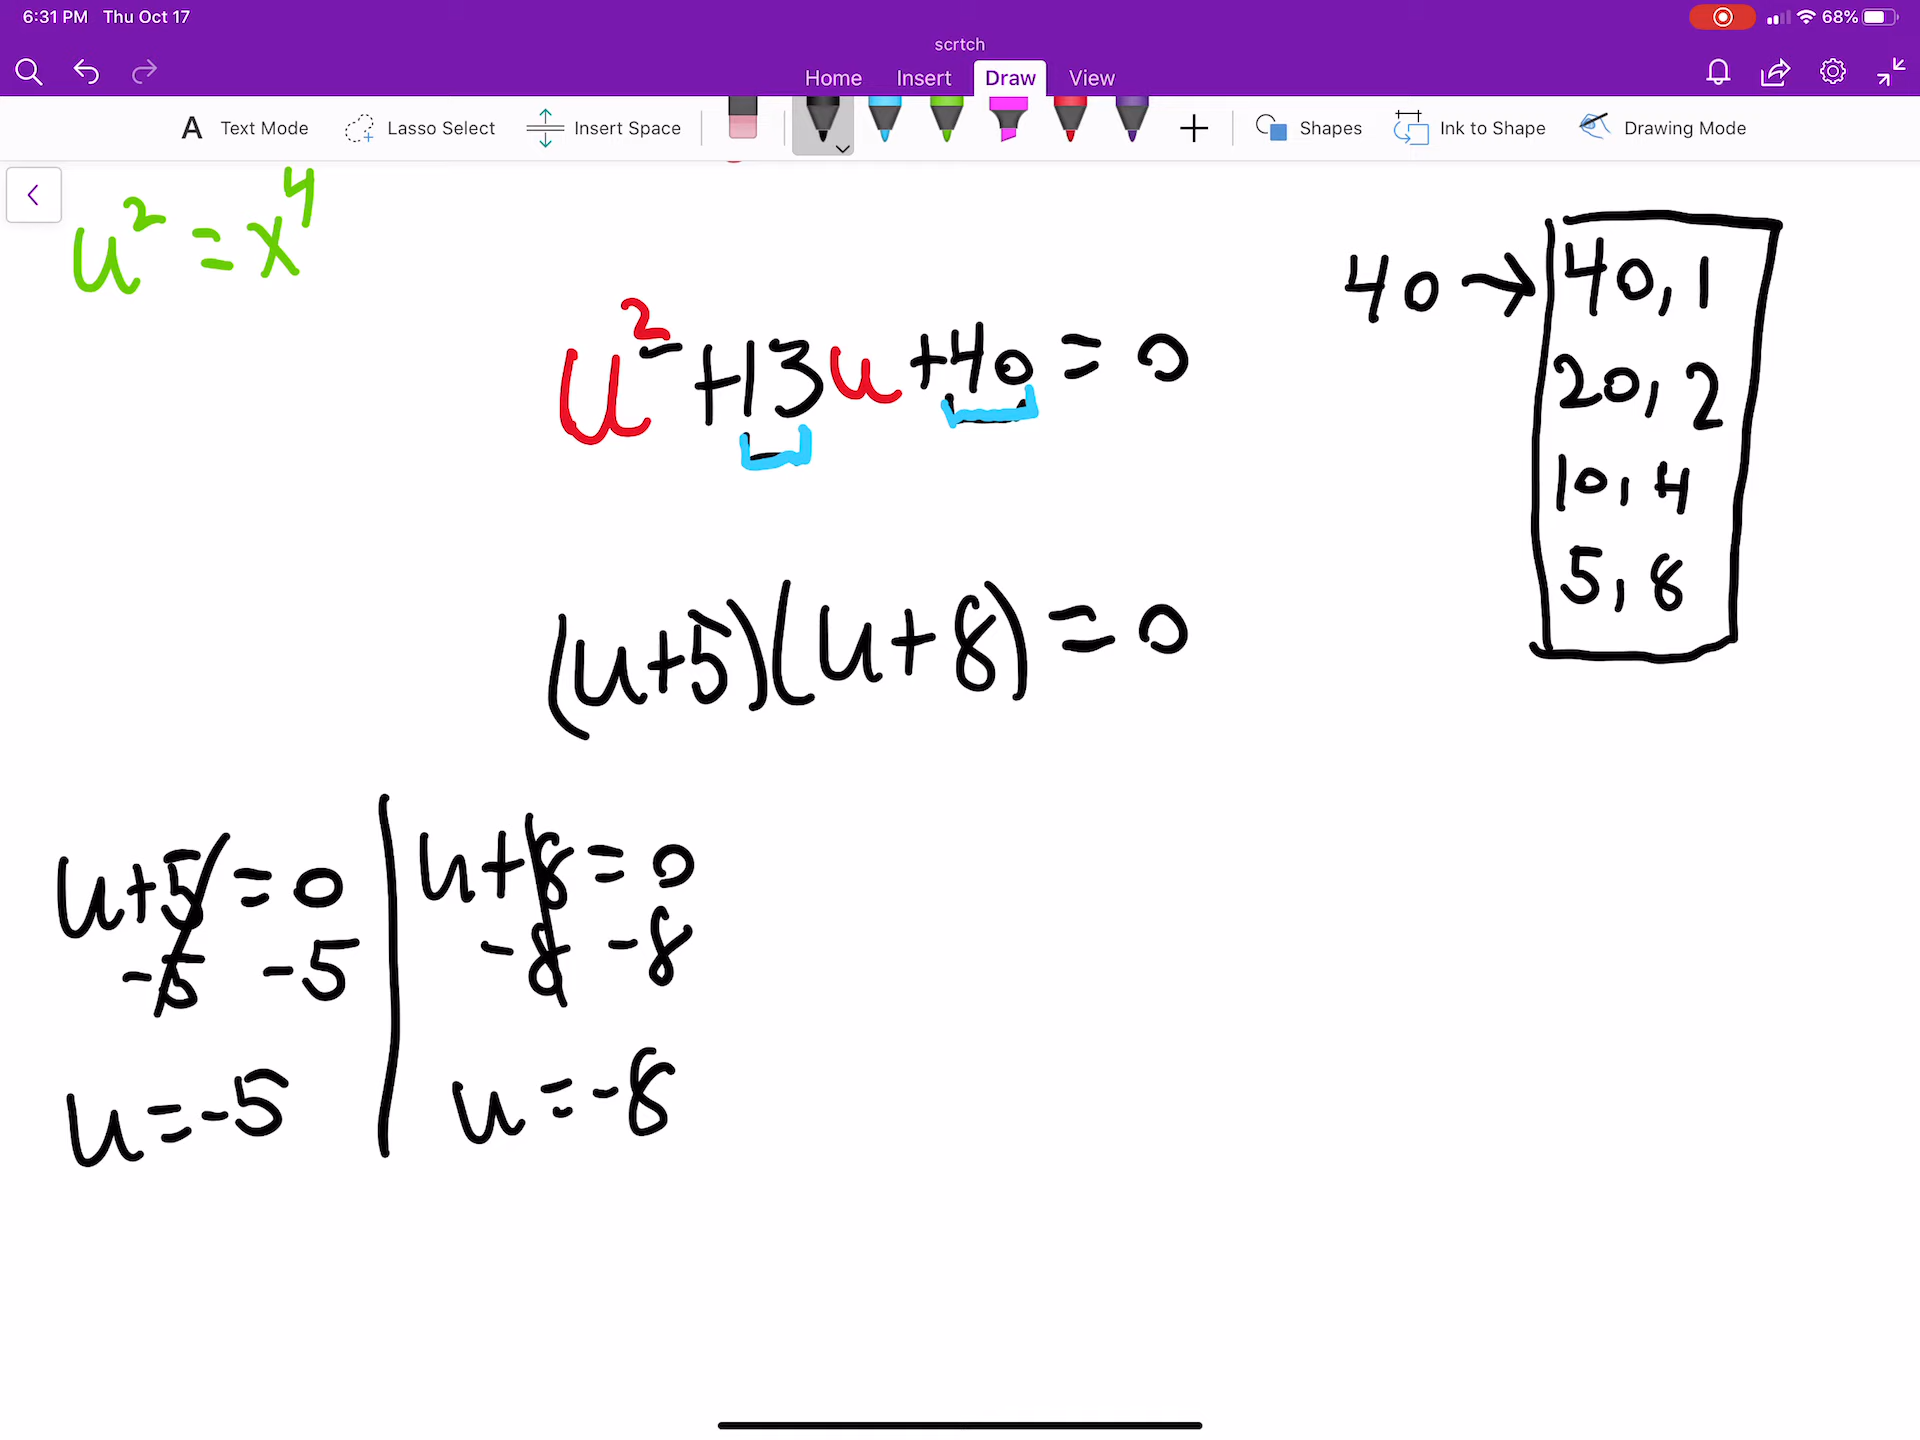 6:31 PM Thu Oct 17
68%
scrtch
Home Insert Draw View
A Text Mode Lasso Select Insert Space Shapes Ink to Shape Drawing Mode
u² = x⁴
40 → 40, 1
20, 2
10, 4
5, 8
u² +13u +40 = 0
(u+5)(u+8) = 0
u+5 = 0
-5 -5
u = -5
u+8 = 0
-8 -8
u = -8